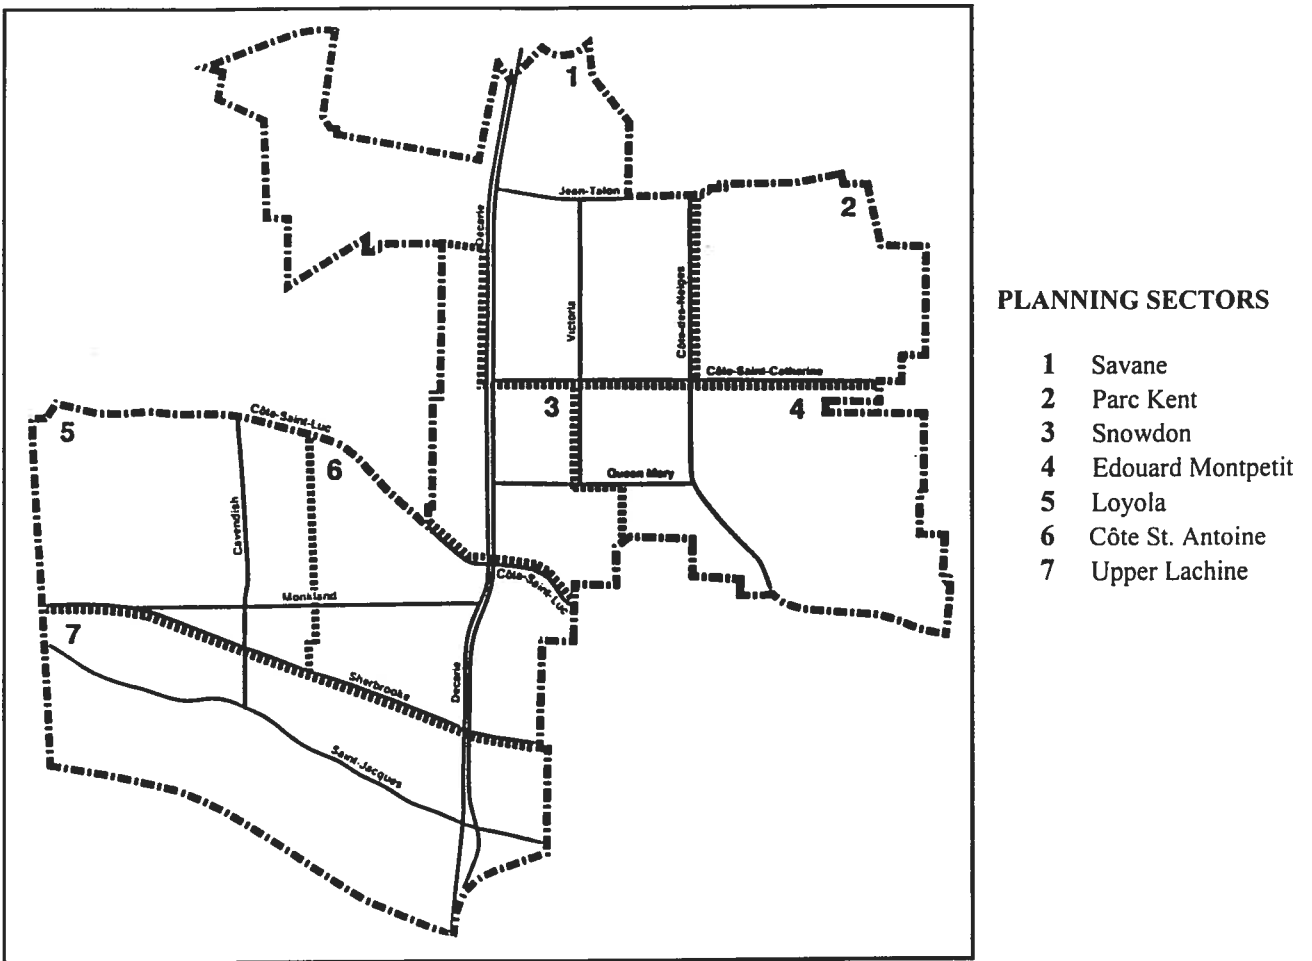 1
Jean-Talon
2
Décarie
Victoria
Côte-des-Neiges
Côte-Saint-Catherine
3
4
5
Côte-Saint-Luc
6
Queen Mary
Cavendish
Côte-Saint-Luc
Monkland
7
Sherbrooke
Décarie
Saint-Jacques
PLANNING SECTORS
1 Savane
2 Parc Kent
3 Snowdon
4 Edouard Montpetit
5 Loyola
6 Côte St. Antoine
7 Upper Lachine